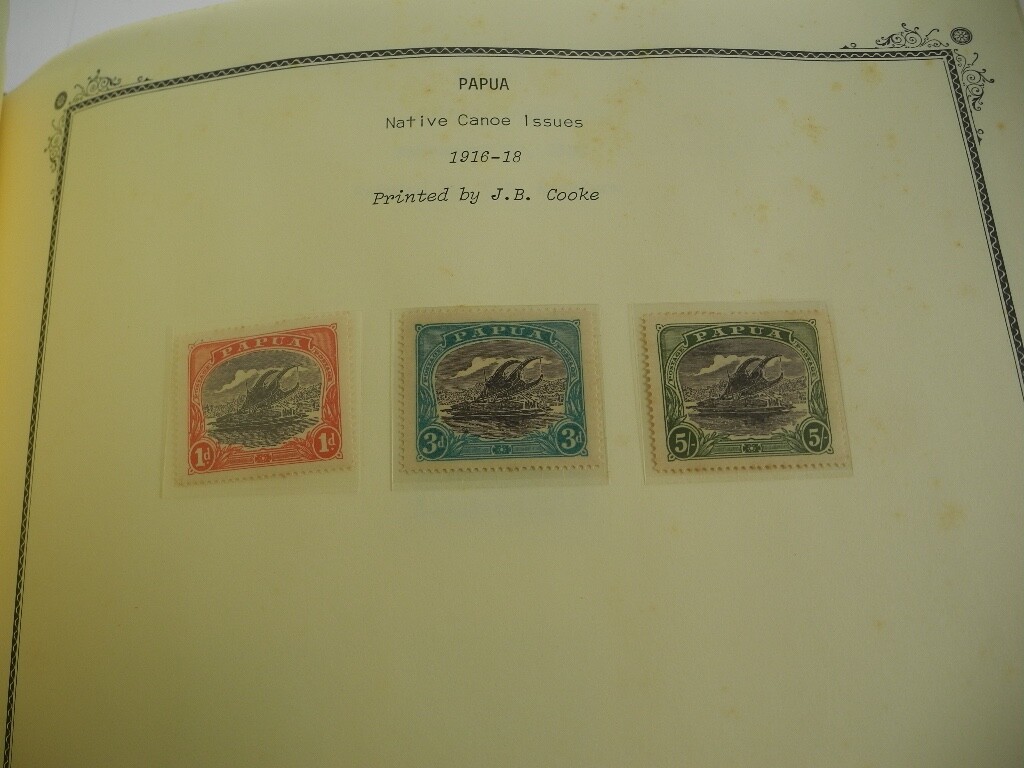 PAPUA
Native Canoe Issues
1916-18
Printed by J.B. Cooke
PAPUA
1d 1d
PAPUA
3d 3d
PAPUA
5/- 5/-